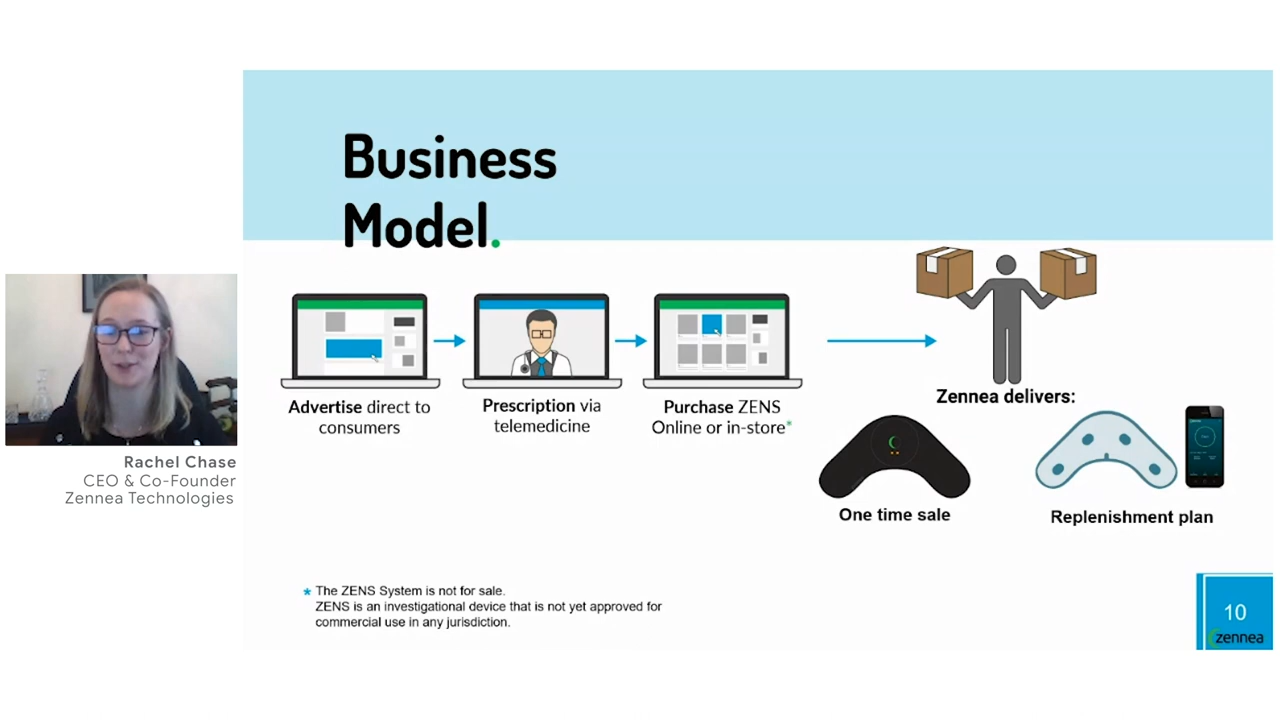 Business
Model.
Advertise direct to
consumers
Prescription via
telemedicine
Purchase ZENS
Online or in-store*
Zennea delivers:
One time sale
Replenishment plan
Rachel Chase
CEO & Co-Founder
Zennea Technologies
* The ZENS System is not for sale.
ZENS is an investigational device that is not yet approved for
commercial use in any jurisdiction.
10
zennea